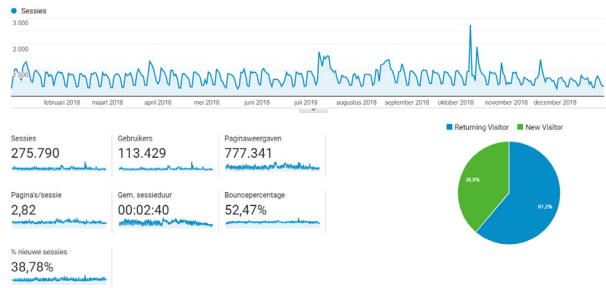 Sessies
3.000
2.000
1.000
februari 2018 maart 2018 april 2018 mei 2018 juni 2018 juli 2018 augustus 2018 september 2018 oktober 2018 november 2018 december 2018
Returning Visitor New Visitor
Sessies
275.790
Gebruikers
113.429
Paginaweergaven
777.341
Pagina's/sessie
2,82
Gem. sessieduur
00:02:40
Bouncepercentage
52,47%
% nieuwe sessies
38,78%
38,8%
61,2%